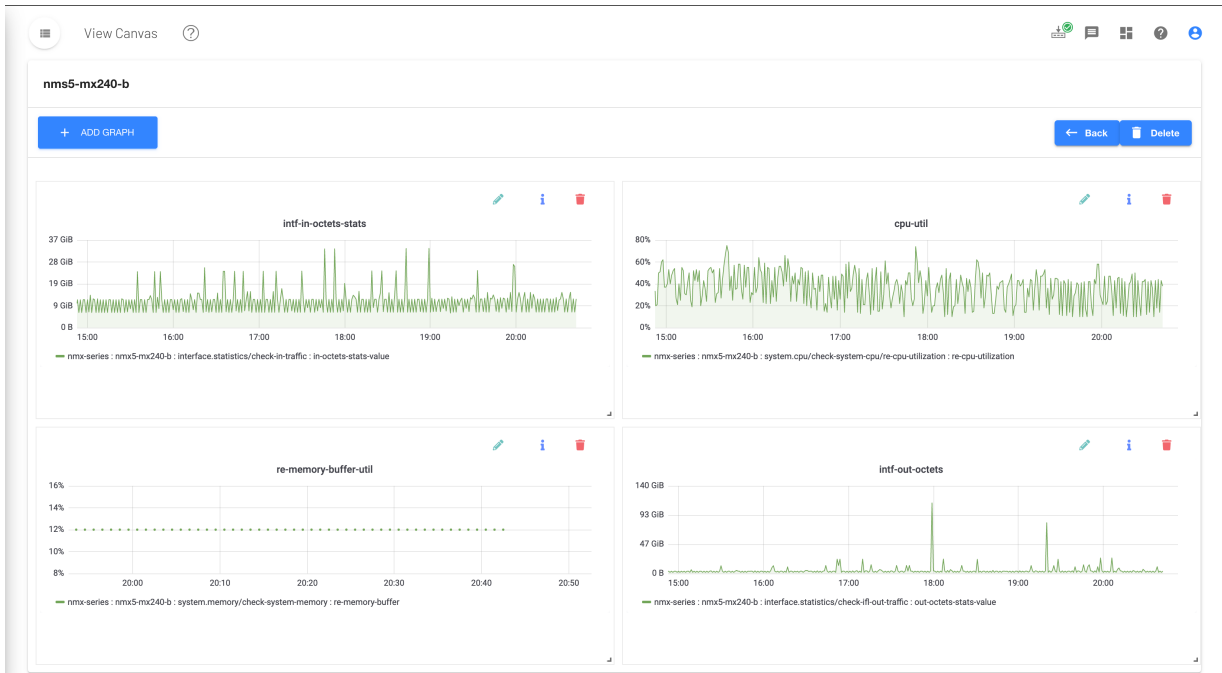 View Canvas
nms5-mx240-b
+ ADD GRAPH
← Back
Delete
intf-in-octets-stats
37 GiB
28 GiB
19 GiB
9 GiB
0 B
15:00 16:00 17:00 18:00 19:00 20:00
nmx-series : nmx5-mx240-b : interface.statistics/check-in-traffic : in-octets-stats-value
cpu-util
80%
60%
40%
20%
0%
15:00 16:00 17:00 18:00 19:00 20:00
nmx-series : nmx5-mx240-b : system.cpu/check-system-cpu/re-cpu-utilization : re-cpu-utilization
re-memory-buffer-util
16%
14%
12%
10%
8%
20:00 20:10 20:20 20:30 20:40 20:50
nmx-series : nmx5-mx240-b : system.memory/check-system-memory : re-memory-buffer
intf-out-octets
140 GiB
93 GiB
47 GiB
0 B
15:00 16:00 17:00 18:00 19:00 20:00
nmx-series : nmx5-mx240-b : interface.statistics/check-ifl-out-traffic : out-octets-stats-value